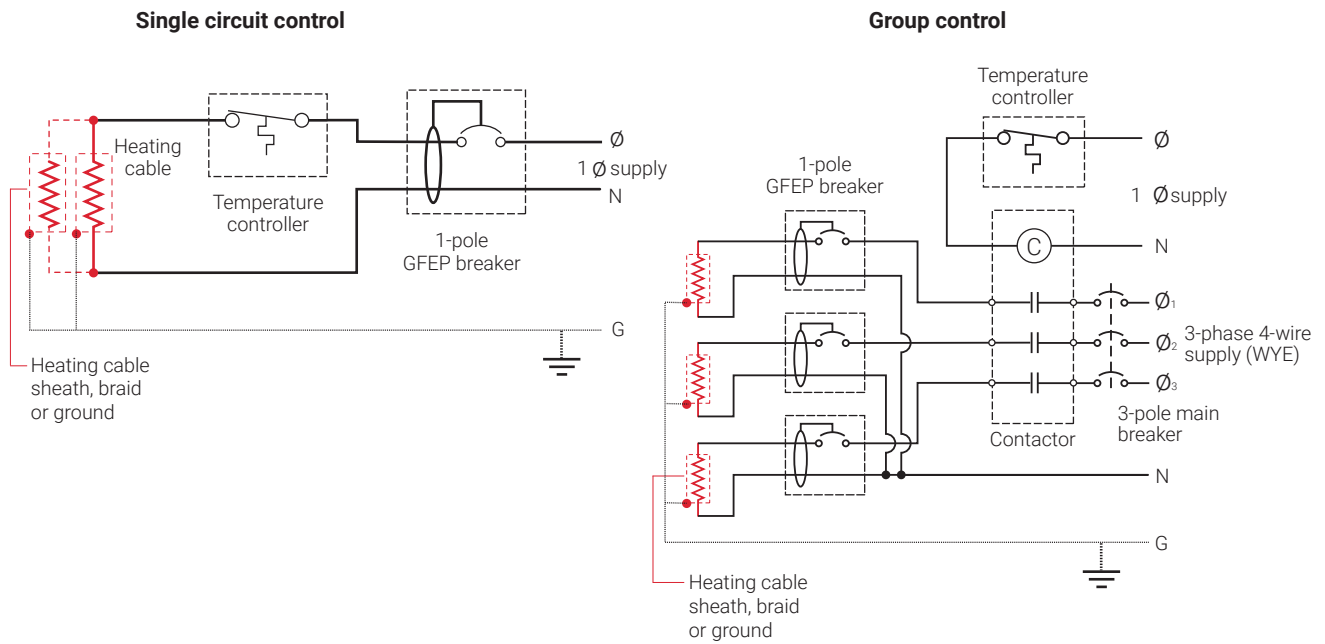 Single circuit control
Heating
cable
Temperature
controller
1-pole
GFEP breaker
Ø
1 Ø supply
N
G
Heating cable
sheath, braid
or ground
Group control
Temperature
controller
Ø
1 Ø supply
N
1-pole
GFEP breaker
C
Ø1
Ø2
Ø3
3-phase 4-wire
supply (WYE)
3-pole main
breaker
Contactor
N
G
Heating cable
sheath, braid
or ground